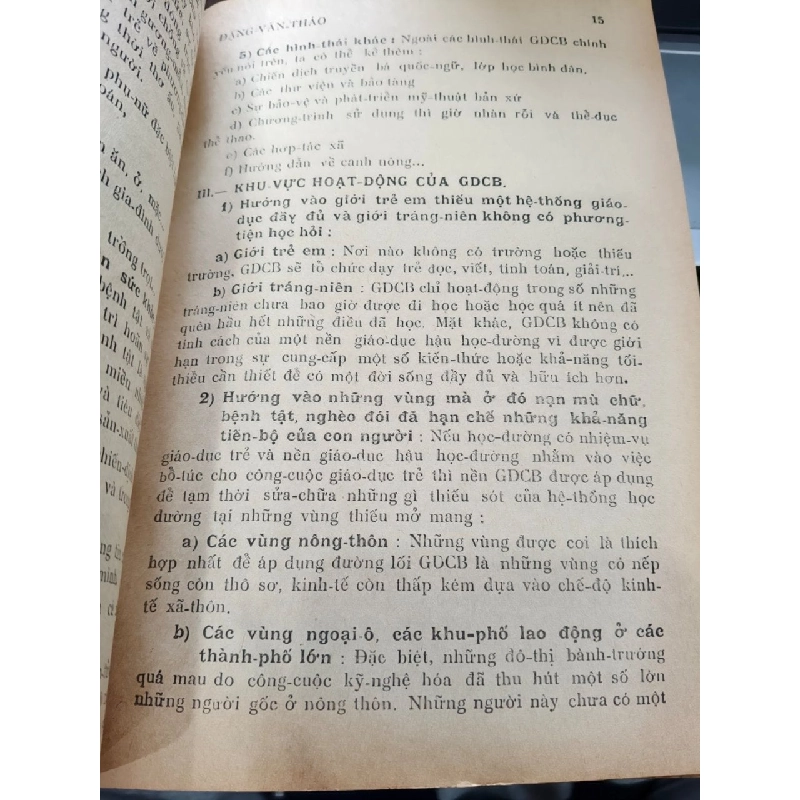 ĐẶNG-VĂN-THẢO 15
5) Các hình-thái khác : Ngoài các hình-thái GDCB chính
yếu nói trên, ta có thể kể thêm :
a) Chiến dịch truyền bá quốc-ngữ, lớp học bình dân,
b) Các thư viện và bảo tàng
c) Sự bảo-vệ và phát-triển mỹ-thuật bản xứ
d) Chương-trình sử dụng thì giờ nhàn rỗi và thể-dục
thể thao.
e) Các hợp-tác xã
f) Hướng dẫn về canh nông...
III.— KHU VỰC HOẠT-ĐỘNG CỦA GDCB.
1) Hướng vào giới trẻ em thiếu một hệ-thống giáo-
dục đầy đủ và giới tráng-niên không có phương-
tiện học hỏi :
a) Giới trẻ em : Nơi nào không có trường hoặc thiếu
trường, GDCB sẽ tổ chức dạy trẻ đọc, viết, tính toán, giải-trí...
b) Giới tráng-niên : GDCB chỉ hoạt-động trong số những
tráng-niên chưa bao giờ được đi học hoặc học quá ít nên đã
quên hầu hết những điều đã học. Mặt khác, GDCB không có
tính cách của một nền giáo-dục hậu học-đường vì được giới
hạn trong sự cung-cấp một số kiến-thức hoặc khả-năng tối-
thiểu cần thiết để có một đời sống đầy đủ và hữu ích hơn.
2) Hướng vào những vùng mà ở đó nạn mù chữ,
bệnh tật, nghèo đói đã hạn chế những khả-năng
tiến-bộ của con người : Nếu học-đường có nhiệm-vụ
giáo-dục trẻ và nền giáo-dục hậu học-đường nhằm vào việc
bổ-túc cho công-cuộc giáo-dục trẻ thì nền GDCB được áp dụng
để tạm thời sửa-chữa những gì thiếu sót của hệ-thống học
đường tại những vùng thiếu mở mang :
a) Các vùng nông-thôn : Những vùng được coi là thích
hợp nhất để áp dụng đường lối GDCB là những vùng có nếp
sống còn thô sơ, kinh-tế còn thấp kém dựa vào chế-độ kinh-
tế xã-thôn.
b) Các vùng ngoại-ô, các khu-phố lao động ở các
thành-phố lớn : Đặc biệt, những đô-thị bành-trướng
quá mau do công-cuộc kỹ-nghệ hóa đã thu hút một số lớn
những người gốc ở nông thôn. Những người này chưa có một